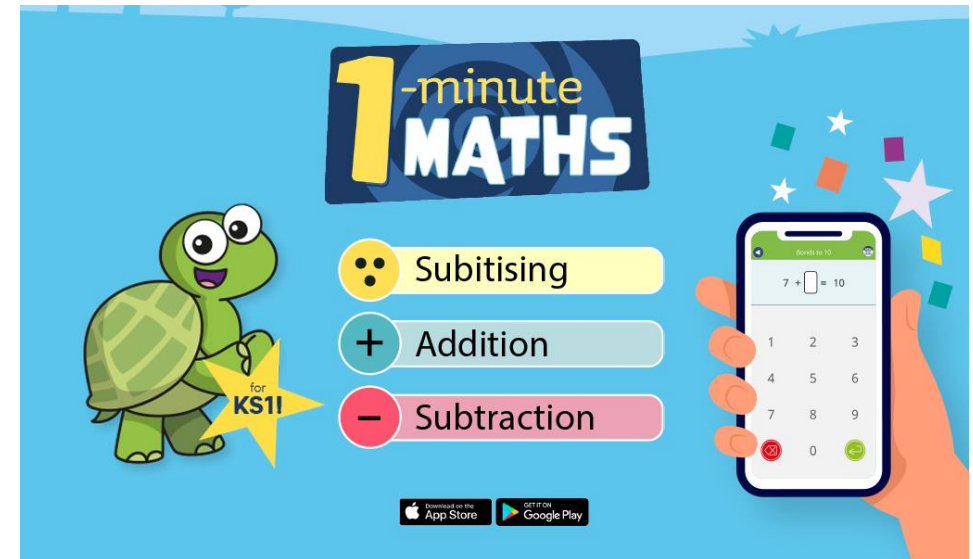 1-minute
MATHS
Subitising
+ Addition
- Subtraction
for
KS1!
Bonds to 10
7 + = 10
1 2 3
4 5 6
7 8 9
0
Download on the
App Store
GET IT ON
Google Play